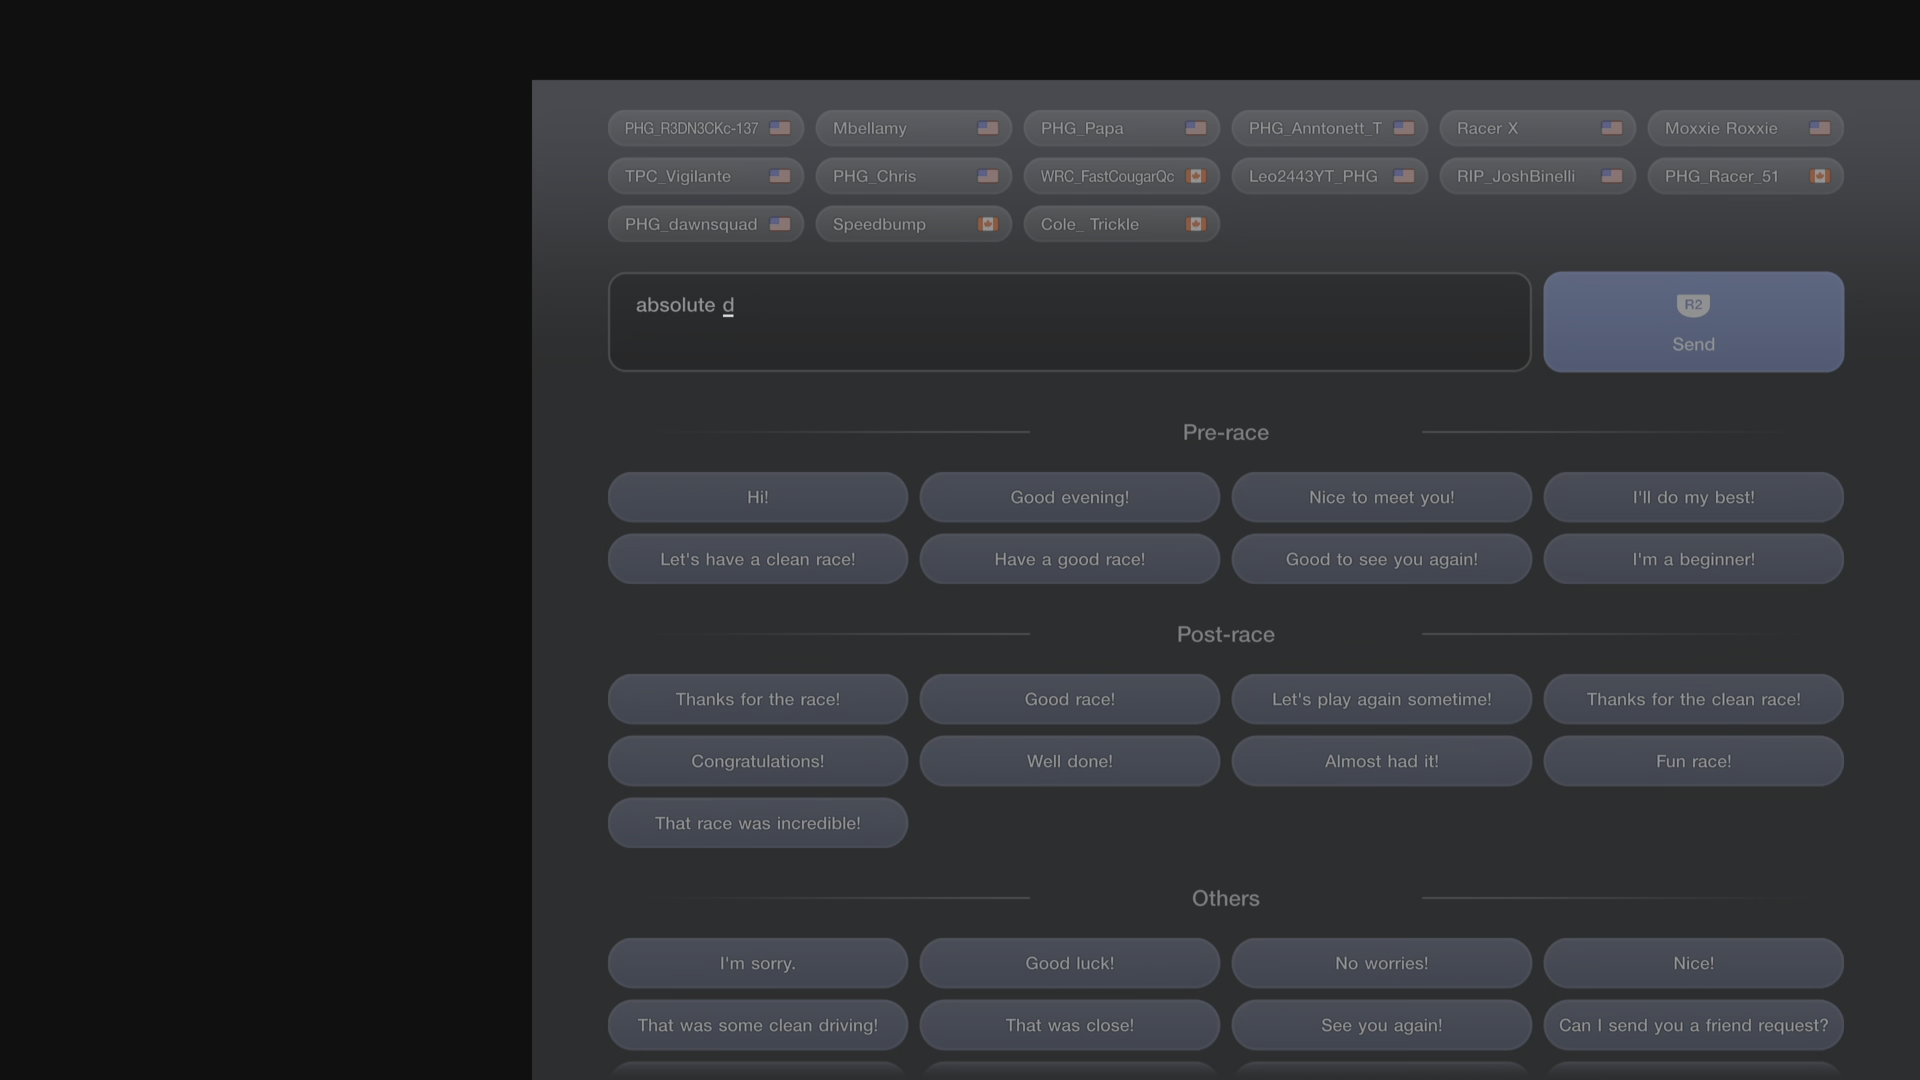 PHG_R3DN3CKc-137 Mbellamy PHG_Papa PHG_Anntonett_T Racer X Moxxie Roxxie
TPC_Vigilante PHG_Chris WRC_FastCougarQc Leo2443YT_PHG RIP_JoshBinelli PHG_Racer_51
PHG_dawnsquad Speedbump Cole_ Trickle
absolute d
R2
Send
Pre-race
Hi! Good evening! Nice to meet you! I'll do my best!
Let's have a clean race! Have a good race! Good to see you again! I'm a beginner!
Post-race
Thanks for the race! Good race! Let's play again sometime! Thanks for the clean race!
Congratulations! Well done! Almost had it! Fun race!
That race was incredible!
Others
I'm sorry. Good luck! No worries! Nice!
That was some clean driving! That was close! See you again! Can I send you a friend request?